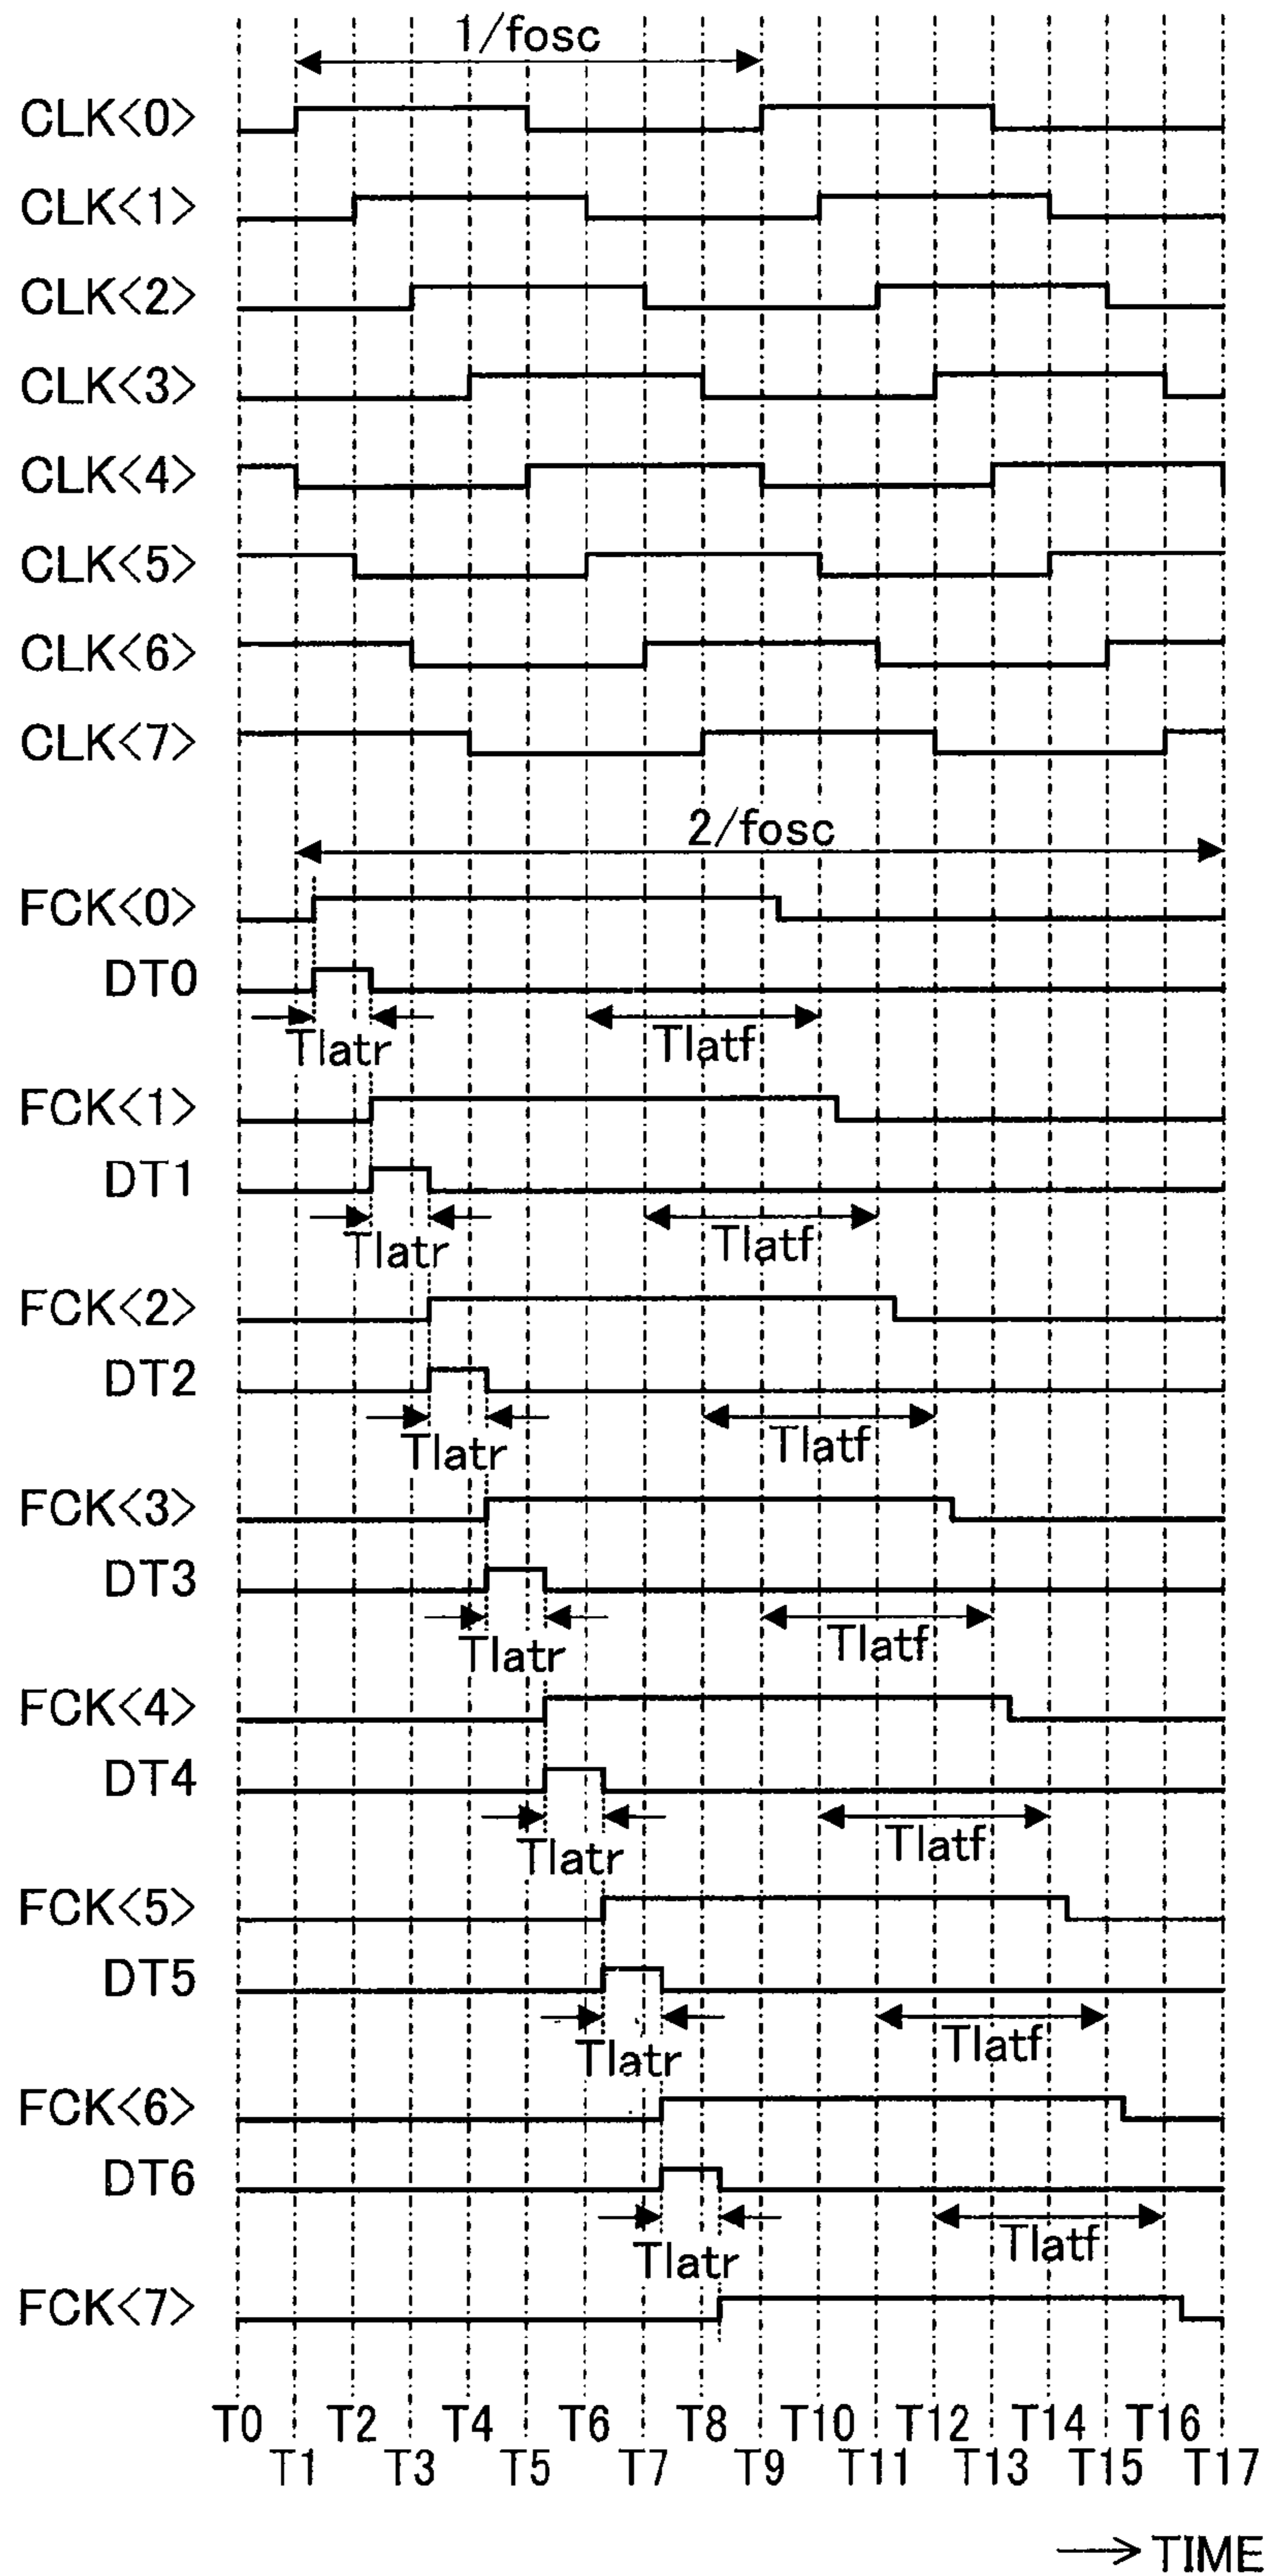 1/fosc
CLK<0>
CLK<1>
CLK<2>
CLK<3>
CLK<4>
CLK<5>
CLK<6>
CLK<7>
2/fosc
FCK<0>
DT0
Tlatr Tlatf
FCK<1>
DT1
Tlatr Tlatf
FCK<2>
DT2
Tlatr Tlatf
FCK<3>
DT3
Tlatr Tlatf
FCK<4>
DT4
Tlatr Tlatf
FCK<5>
DT5
Tlatr Tlatf
FCK<6>
DT6
Tlatr Tlatf
FCK<7>
T0 T2 T4 T6 T8 T10 T12 T14 T16
T1 T3 T5 T7 T9 T11 T13 T15 T17
TIME